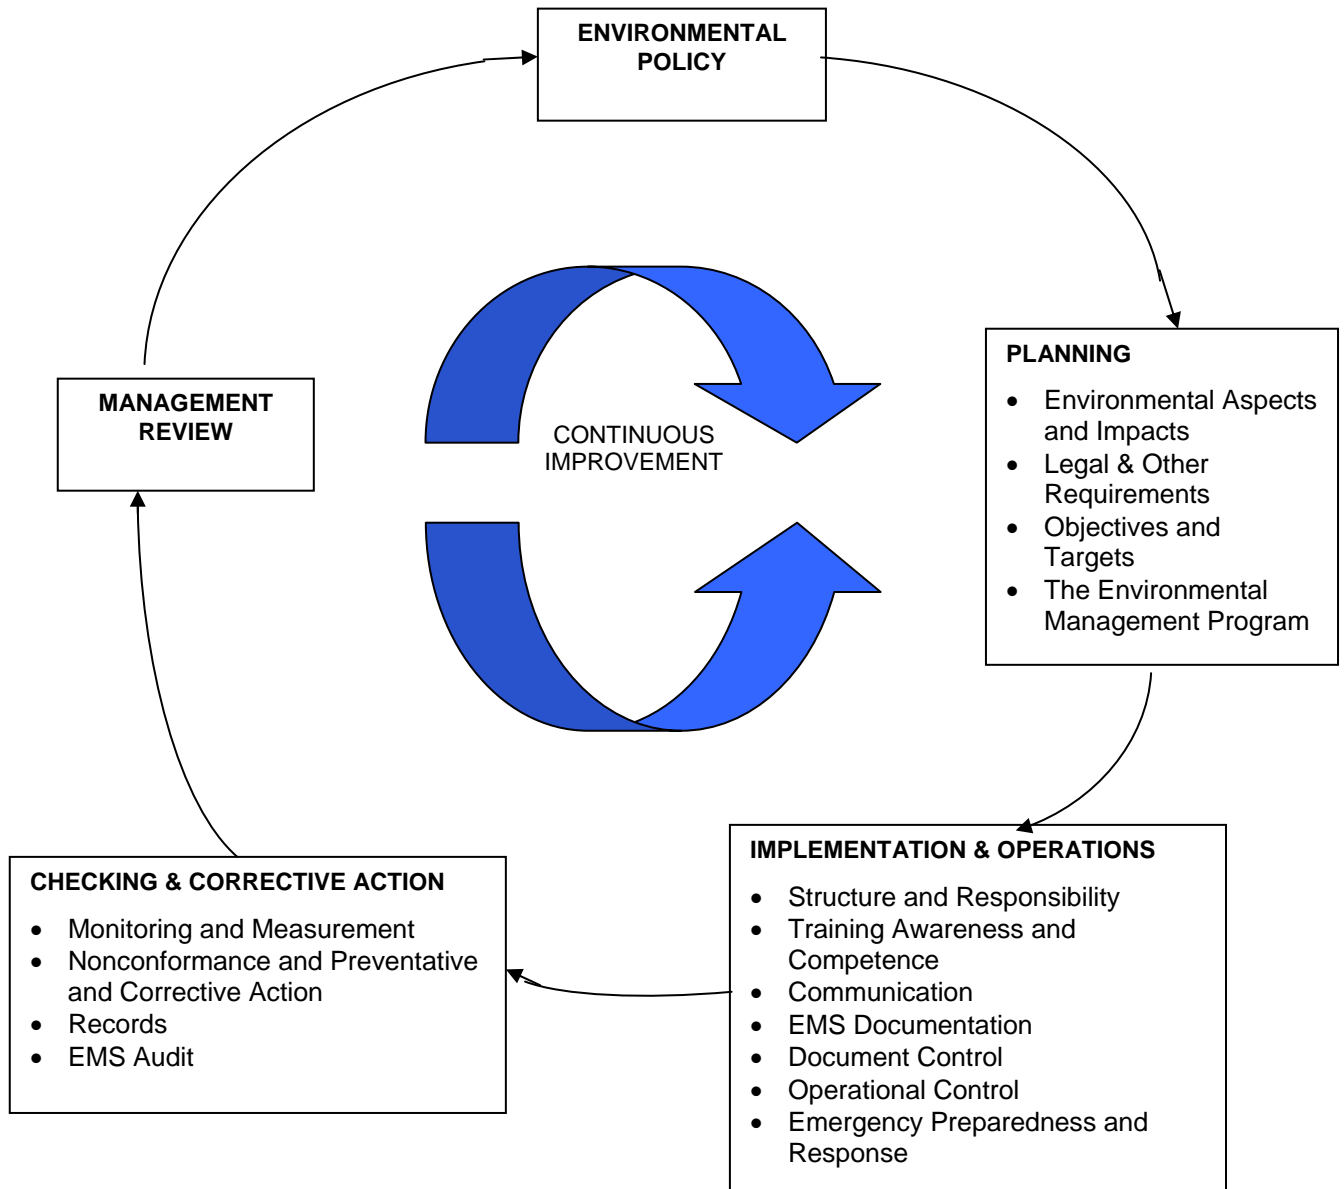 ENVIRONMENTAL
POLICY
PLANNING
• Environmental Aspects
and Impacts
• Legal & Other
Requirements
• Objectives and
Targets
• The Environmental
Management Program
MANAGEMENT
REVIEW
CONTINUOUS
IMPROVEMENT
IMPLEMENTATION & OPERATIONS
• Structure and Responsibility
• Training Awareness and
Competence
• Communication
• EMS Documentation
• Document Control
• Operational Control
• Emergency Preparedness and
Response
CHECKING & CORRECTIVE ACTION
• Monitoring and Measurement
• Nonconformance and Preventative
and Corrective Action
• Records
• EMS Audit